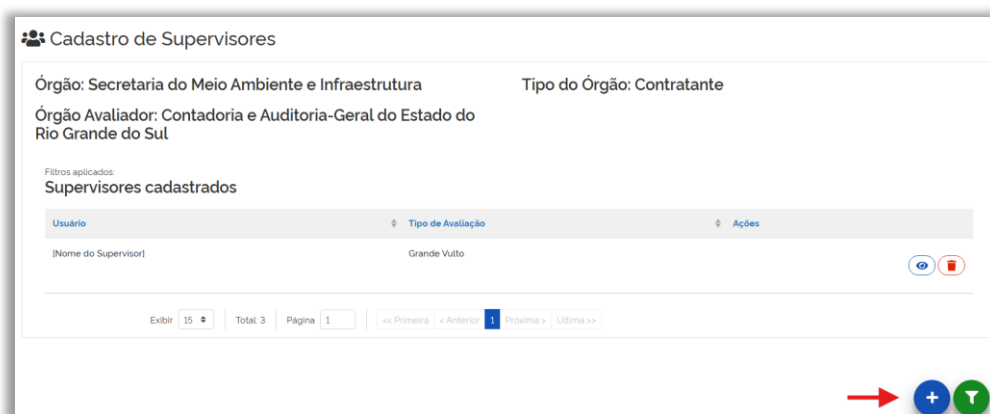 Cadastro de Supervisores
Órgão: Secretaria do Meio Ambiente e Infraestrutura
Tipo do Órgão: Contratante
Órgão Avaliador: Contadoria e Auditoria-Geral do Estado do
Rio Grande do Sul
Filtros aplicados:
Supervisores cadastrados
Usuário Tipo de Avaliação Ações
[Nome do Supervisor] Grande Vulto
Exibir 15 Total: 3 Página 1 << Primeira < Anterior 1 Próxima > Última >>